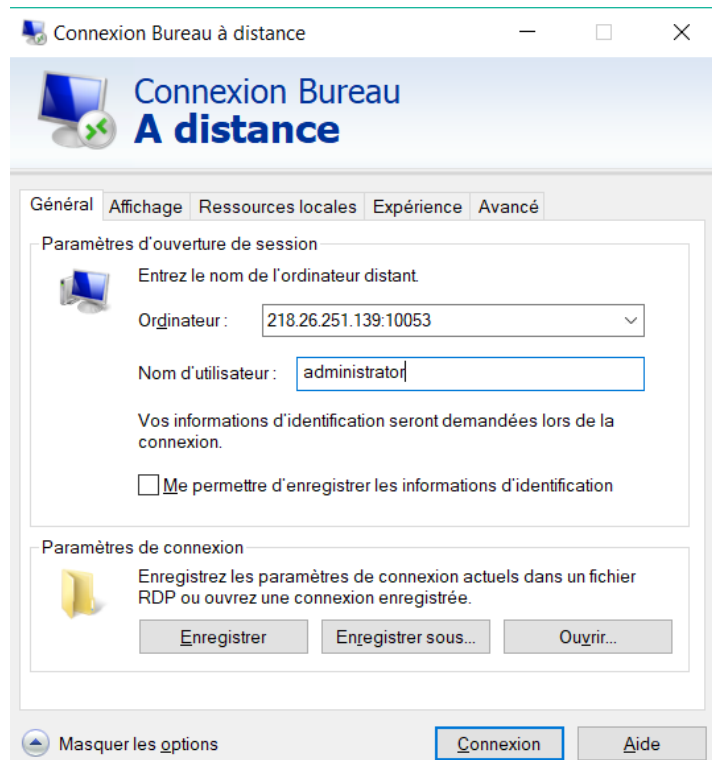 Connexion Bureau à distance
Connexion Bureau
A distance
Général Affichage Ressources locales Expérience Avancé
Paramètres d'ouverture de session
Entrez le nom de l'ordinateur distant.
Ordinateur : 218.26.251.139:10053
Nom d'utilisateur : administrator
Vos informations d'identification seront demandées lors de la
connexion.
Me permettre d'enregistrer les informations d'identification
Paramètres de connexion
Enregistrez les paramètres de connexion actuels dans un fichier
RDP ou ouvrez une connexion enregistrée.
Enregistrer Enregistrer sous... Ouvrir...
Masquer les options Connexion Aide